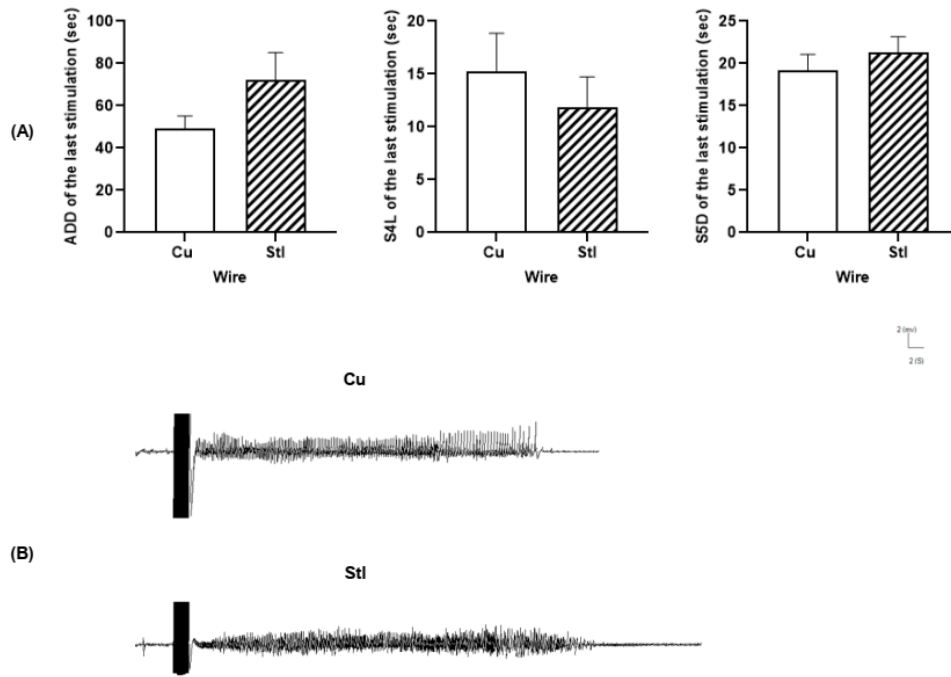 (A)
ADD of the last stimulation (sec)
100
80
60
40
20
0
Cu
Stl
Wire
S4L of the last stimulation (sec)
20
15
10
5
0
Cu
Stl
Wire
S5D of the last stimulation (sec)
25
20
15
10
5
0
Cu
Stl
Wire
2 (mv)
2 (S)
Cu
(B)
Stl